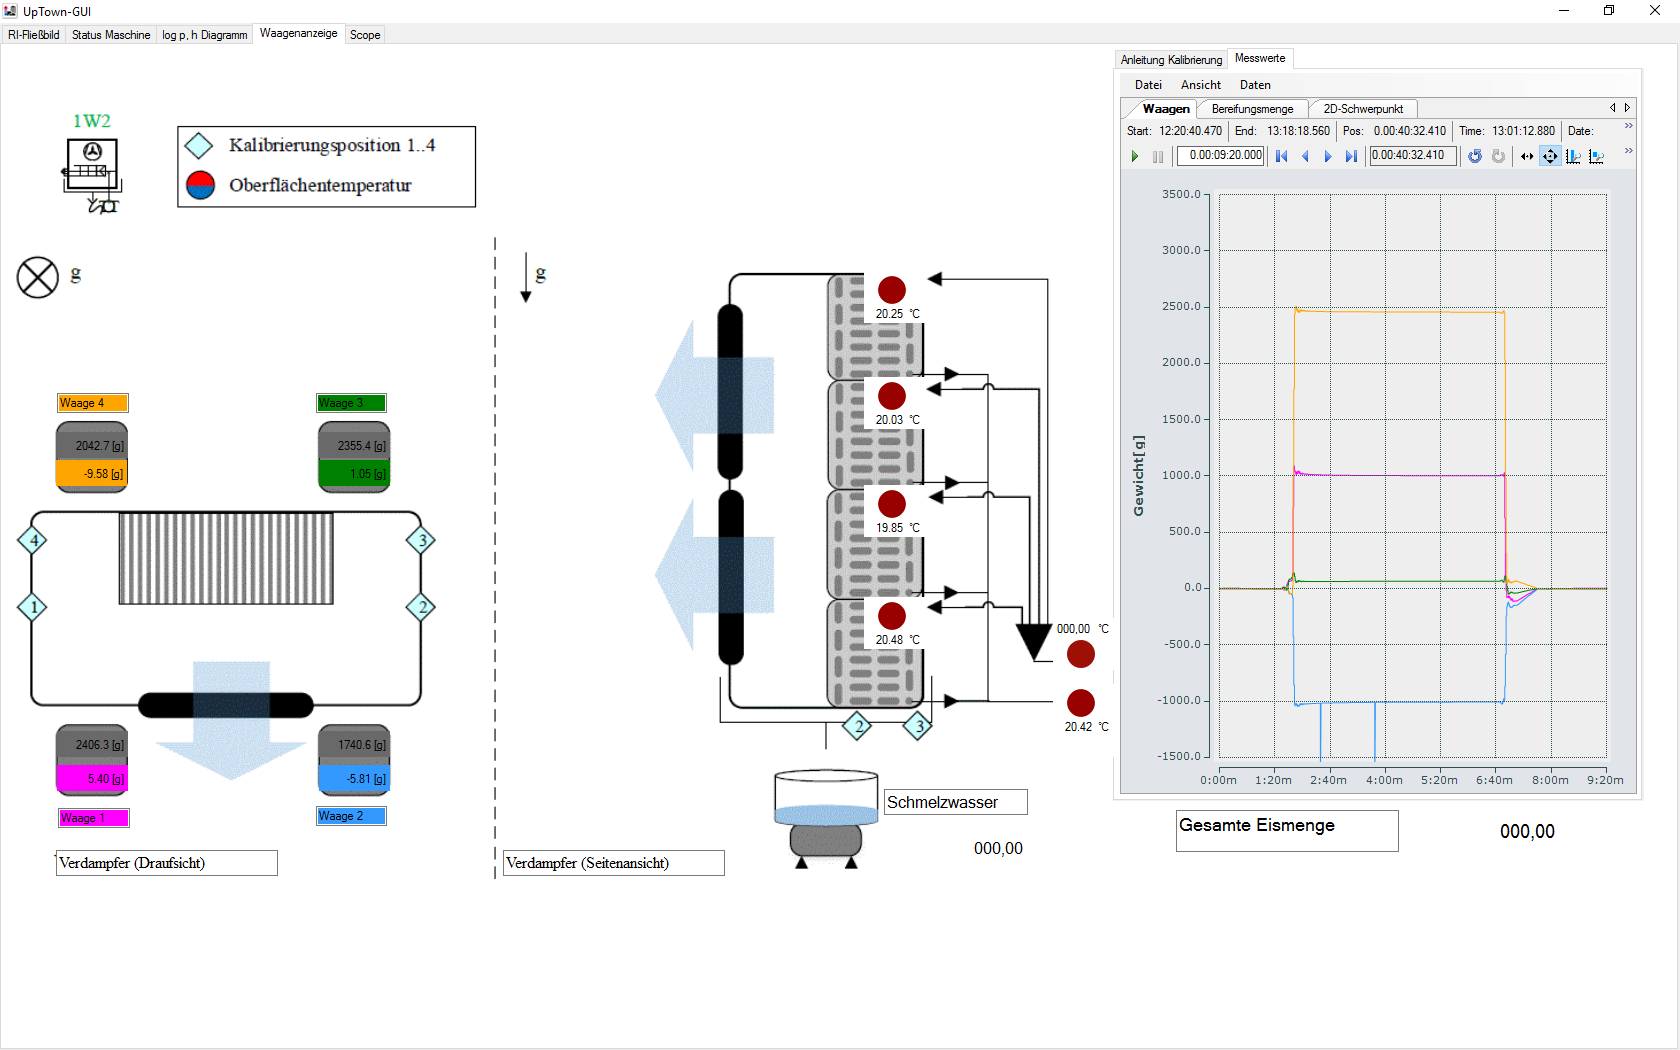 UpTown-GUI
RI-Fließbild Status Maschine log p, h Diagramm Waagenanzeige Scope
Anleitung Kalibrierung Messwerte
Datei Ansicht Daten
Waagen Bereifungsmenge 2D-Schwerpunkt
Start: 12:20:40.470 End: 13:18:18.560 Pos: 0.00:40:32.410 Time: 13:01:12.880 Date:
0.00:09:20.000 0.00:40:32.410
1W2
Kalibrierungsposition 1..4
Oberflächentemperatur
g
g
20.25 °C
20.03 °C
19.85 °C
20.48 °C
000,00 °C
20.42 °C
2
3
Waage 4
2042.7 [g]
-9.58 [g]
Waage 3
2355.4 [g]
1.05 [g]
4
3
1
2
2406.3 [g]
5.40 [g]
Waage 1
1740.6 [g]
-5.81 [g]
Waage 2
Verdampfer (Draufsicht)
Verdampfer (Seitenansicht)
Schmelzwasser
000,00
Gewicht[g]
3500.0
3000.0
2500.0
2000.0
1500.0
1000.0
500.0
0.0
-500.0
-1000.0
-1500.0
0:00m 1:20m 2:40m 4:00m 5:20m 6:40m 8:00m 9:20m
Gesamte Eismenge
000,00